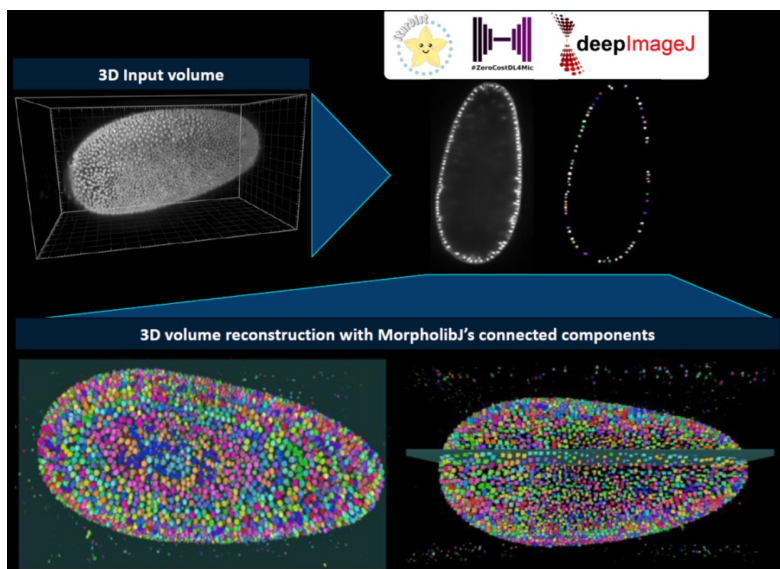 stardist
#ZeroCostDL4Mic
deepImageJ
3D Input volume
3D volume reconstruction with MorpholibJ's connected components